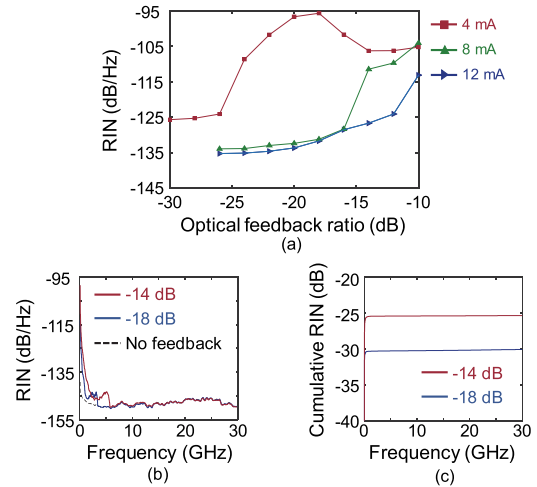 -95
-105
-115
-125
-135
-145
RIN (dB/Hz)
-30
-25
-20
-15
-10
Optical feedback ratio (dB)
4 mA
8 mA
12 mA
(a)
-95
-115
-135
-155
RIN (dB/Hz)
-14 dB
-18 dB
No feedback
0
10
20
30
Frequency (GHz)
(b)
-20
-25
-30
-35
-40
Cumulative RIN (dB)
-14 dB
-18 dB
0
10
20
30
Frequency (GHz)
(c)